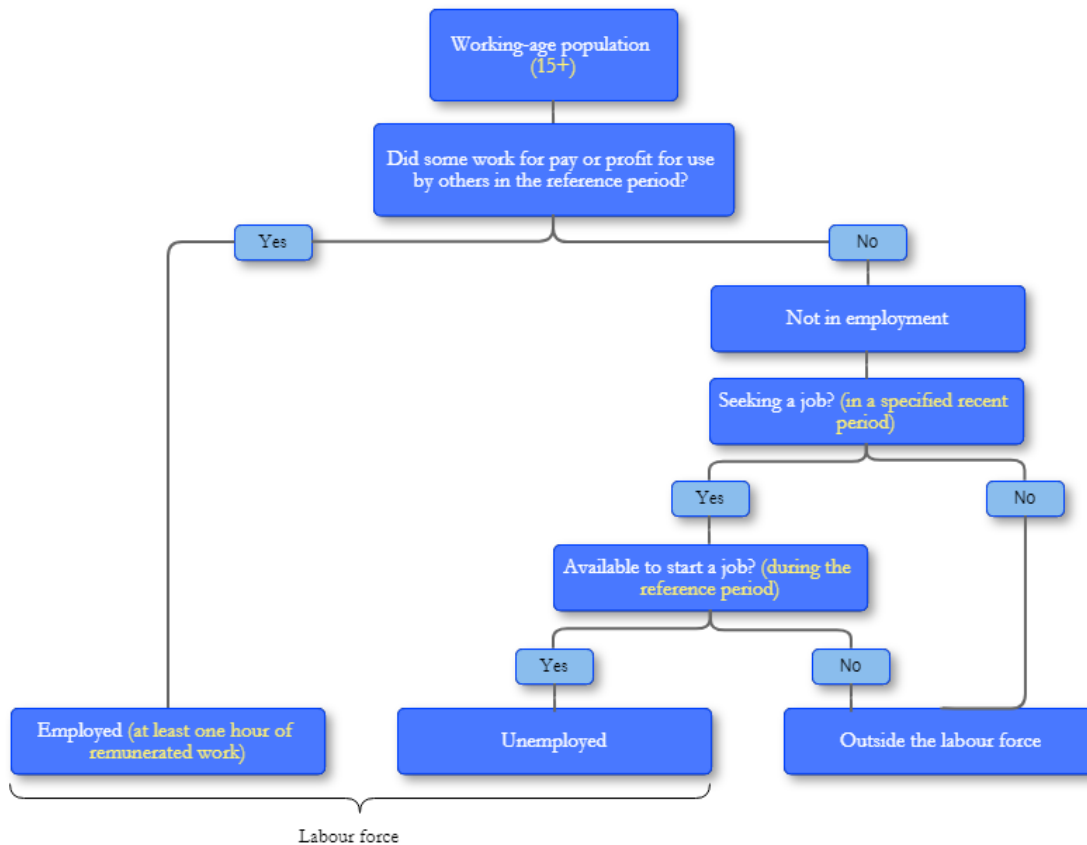 Working-age population
(15+)
Did some work for pay or profit for use
by others in the reference period?
Yes
No
Not in employment
Seeking a job? (in a specified recent
period)
Yes
No
Available to start a job? (during the
reference period)
Yes
No
Employed (at least one hour of
remunerated work)
Unemployed
Outside the labour force
Labour force